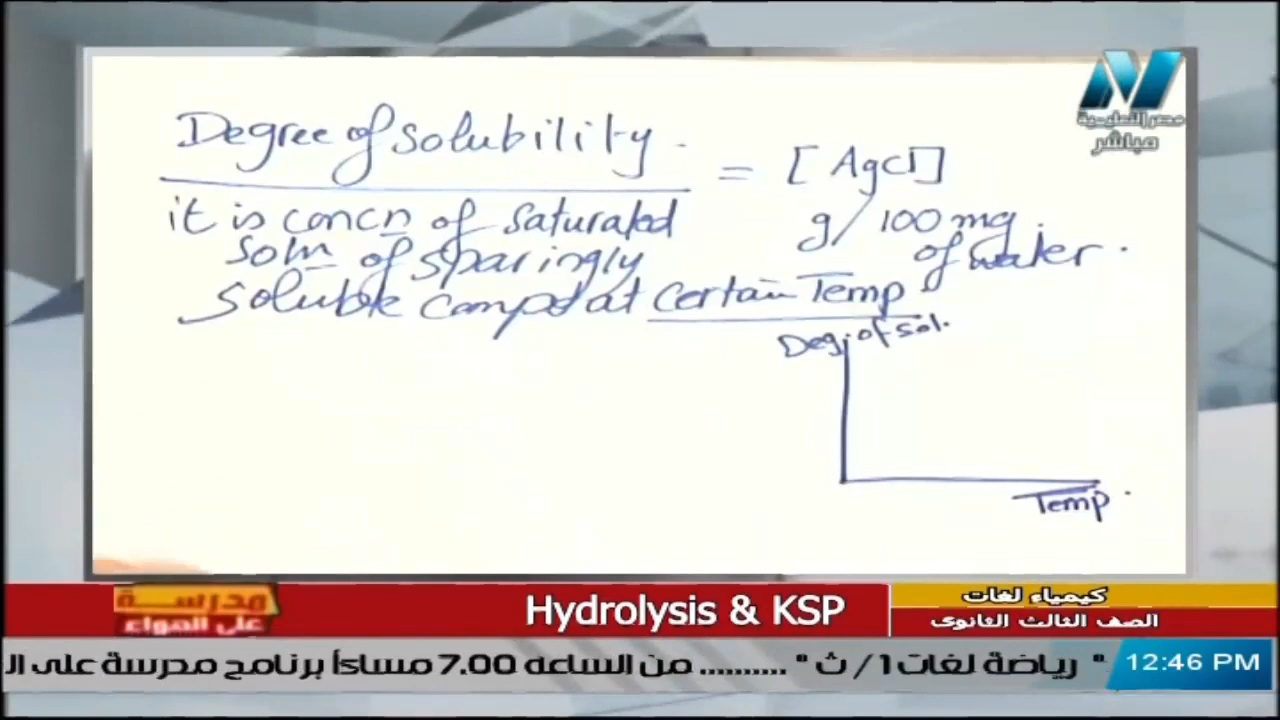 Degree of solubility.
= [AgCl]
it is concn of saturated
g/100 mg
soln of sparingly
of water.
soluble compd at certain Temp
Deg. of sol.
Temp.
مصر التعليمية
مباشر
مدرسة
على الهواء
Hydrolysis & KSP
كيمياء لغات
الصف الثالث الثانوى
" رياضة لغات 1 / ث " .......... من الساعه 7.00 مساءاً برنامج مدرسة على ال
12:46 PM